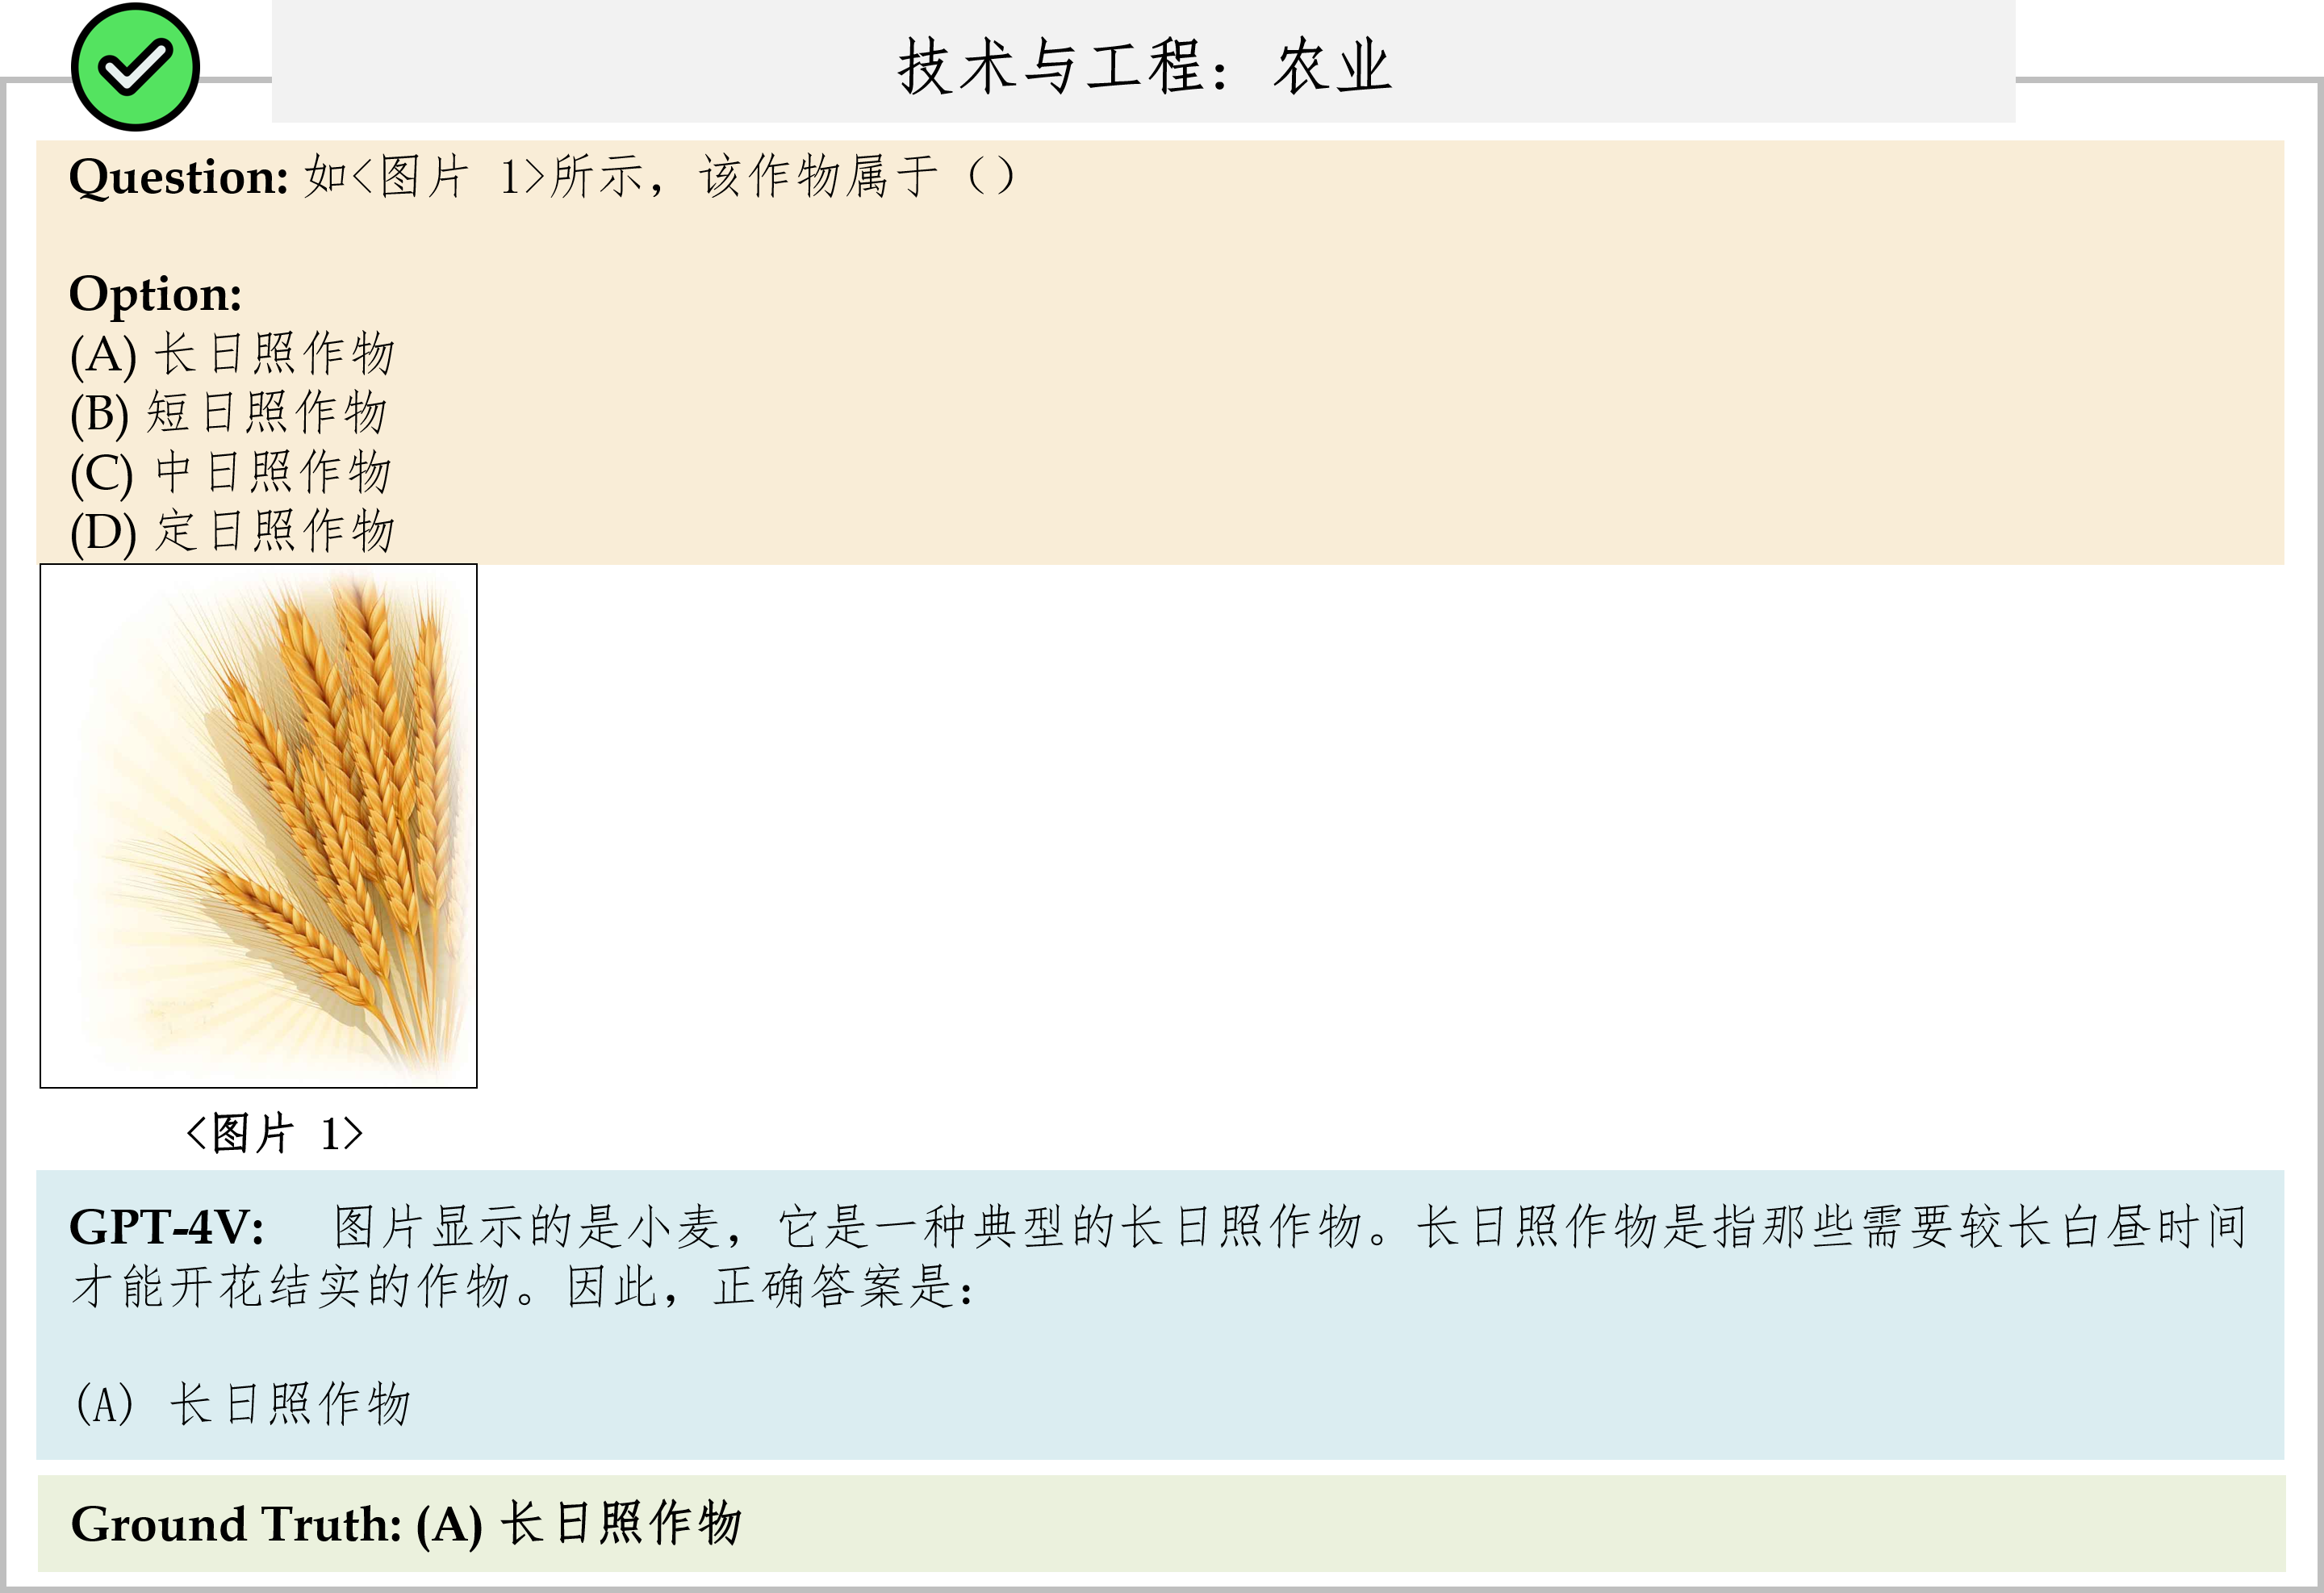 技术与工程：农业
Question: 如<图片 1>所示，该作物属于（）
Option:
(A) 长日照作物
(B) 短日照作物
(C) 中日照作物
(D) 定日照作物
<图片 1>
GPT-4V: 图片显示的是小麦，它是一种典型的长日照作物。长日照作物是指那些需要较长白昼时间
才能开花结实的作物。因此，正确答案是：
(A) 长日照作物
Ground Truth: (A) 长日照作物